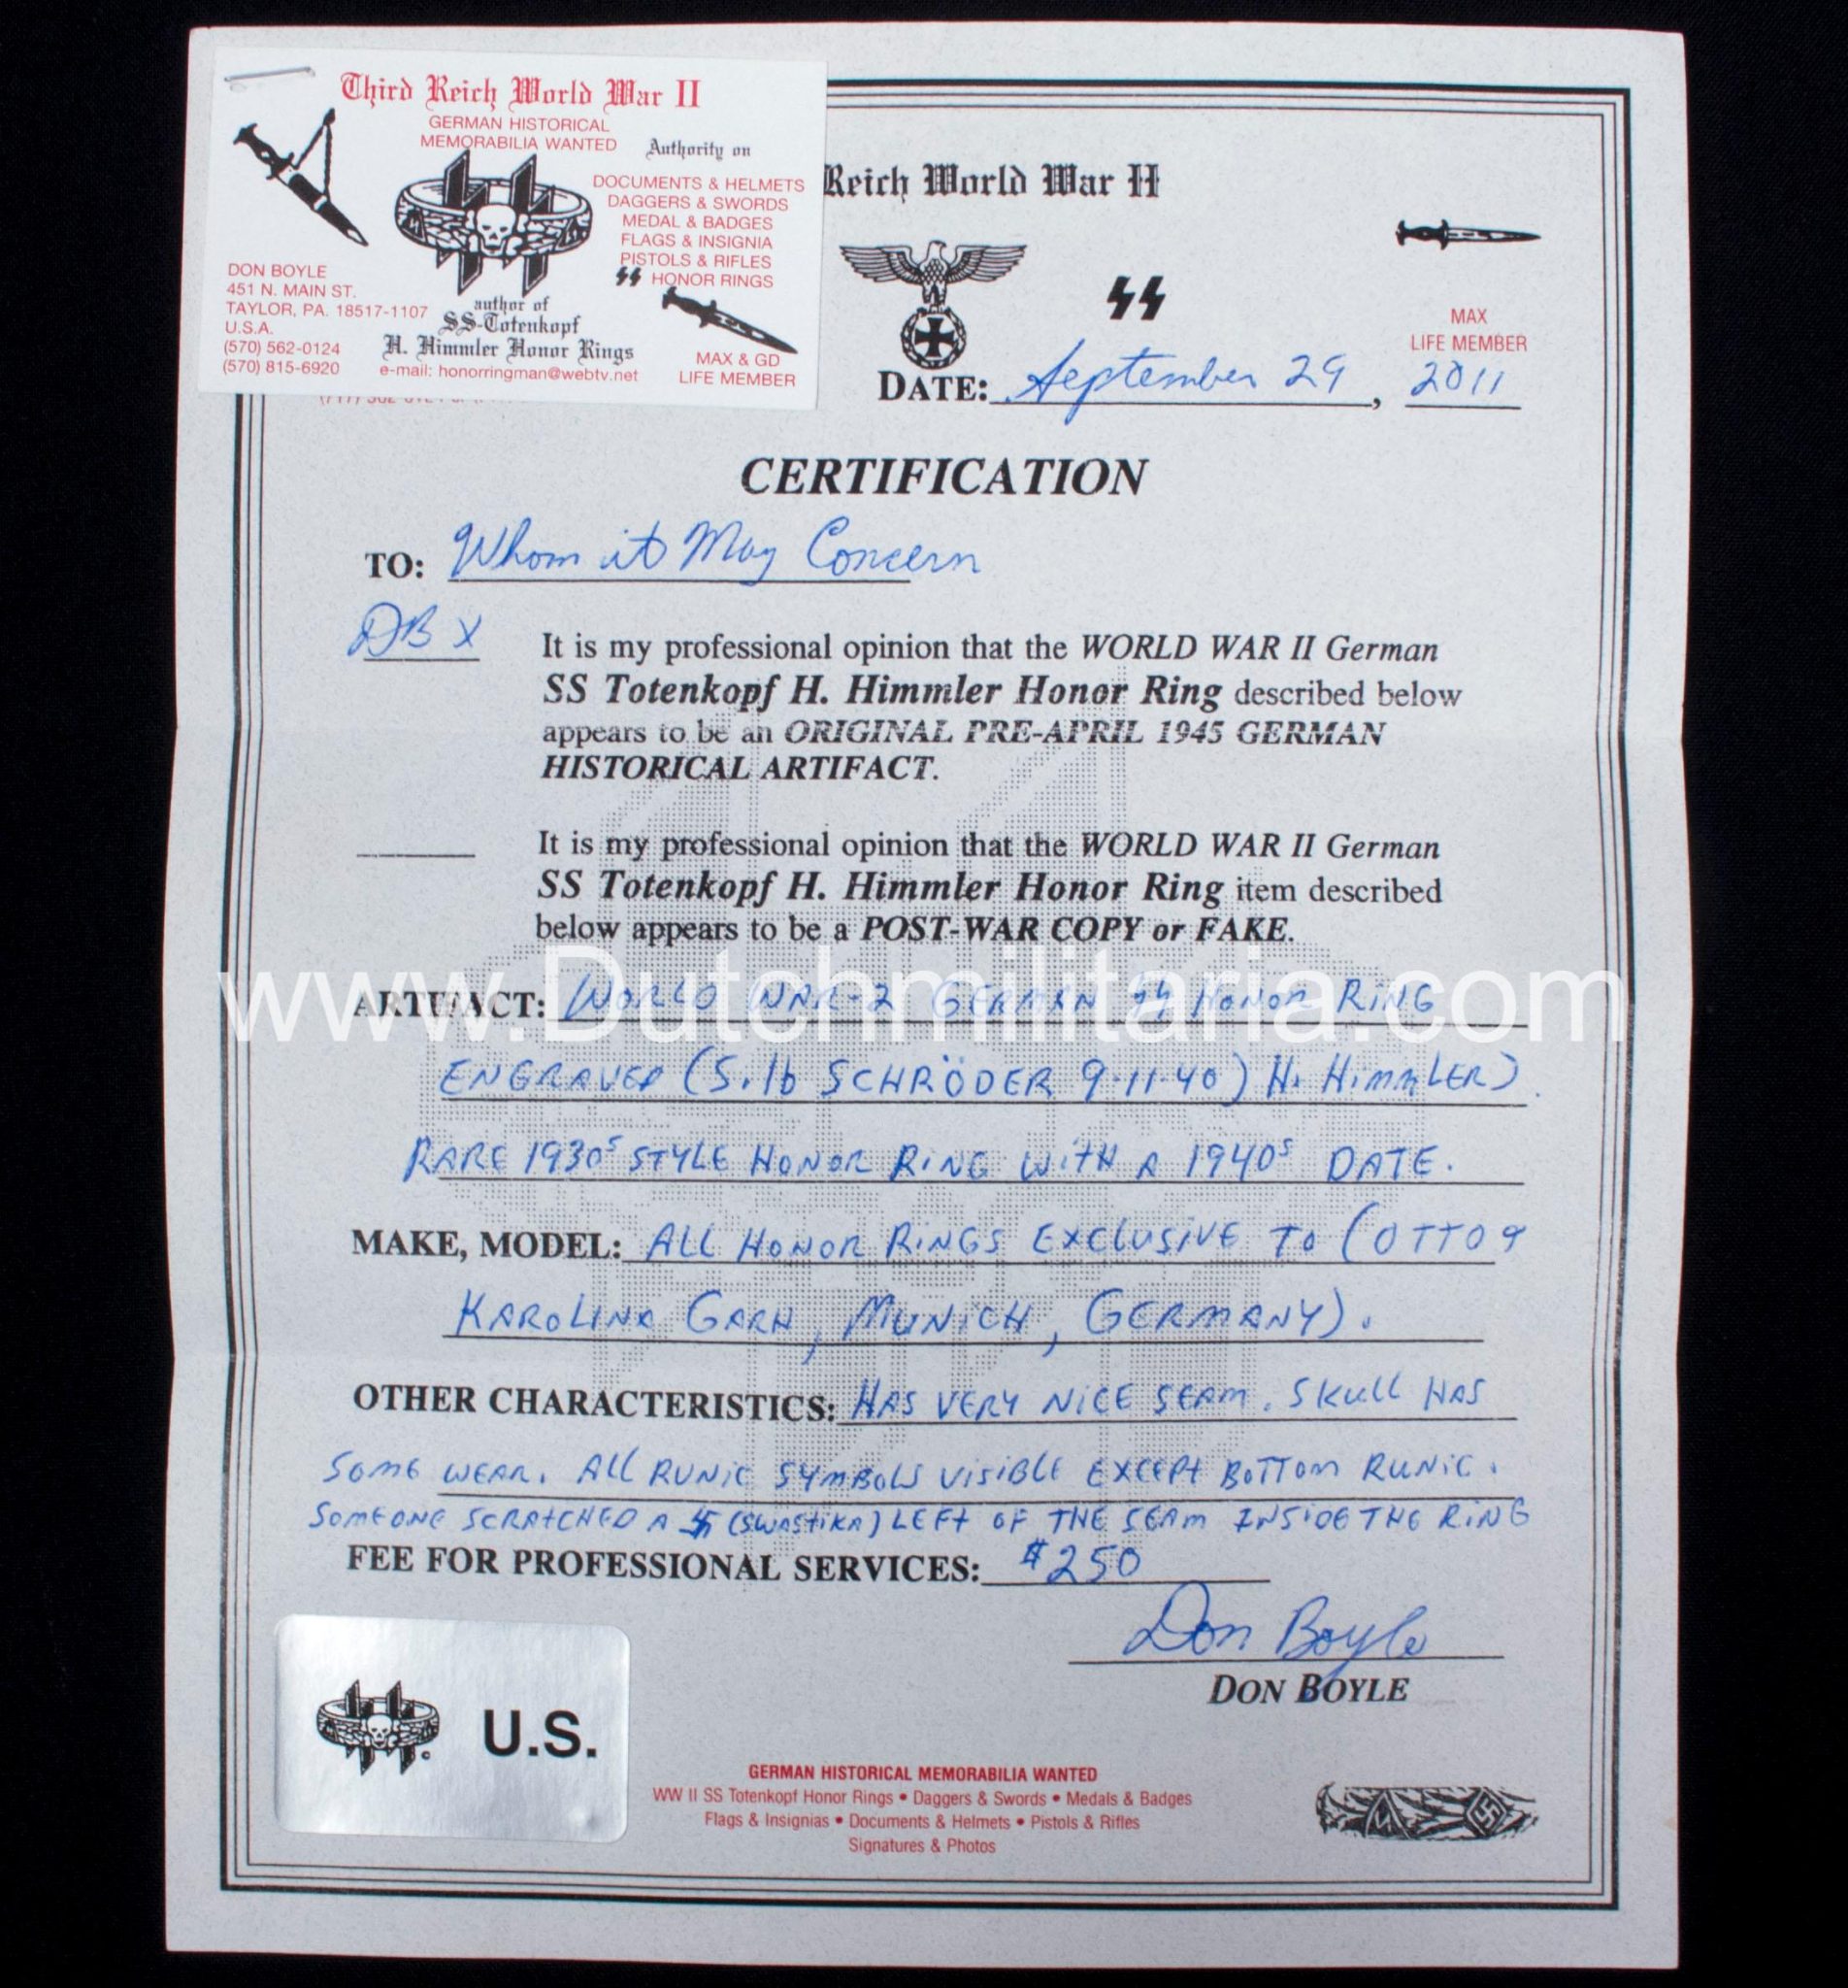 Third Reich World War II
GERMAN HISTORICAL
MEMORABILIA WANTED
Authority on
DOCUMENTS & HELMETS
DAGGERS & SWORDS
MEDAL & BADGES
FLAGS & INSIGNIA
PISTOLS & RIFLES
SS HONOR RINGS
DON BOYLE
451 N. MAIN ST.
TAYLOR, PA. 18517-1107
U.S.A.
(570) 562-0124
(570) 815-6920
author of
SS-Totenkopf
H. Himmler Honor Rings
e-mail: honorringman@webtv.net
MAX & GD
LIFE MEMBER
Reich World War II
SS
MAX
LIFE MEMBER
DATE: September 29, 2011
CERTIFICATION
TO: Whom it May Concern
DB X
It is my professional opinion that the WORLD WAR II German
SS Totenkopf H. Himmler Honor Ring described below
appears to be an ORIGINAL PRE-APRIL 1945 GERMAN
HISTORICAL ARTIFACT.
It is my professional opinion that the WORLD WAR II German
SS Totenkopf H. Himmler Honor Ring item described
below appears to be a POST-WAR COPY or FAKE.
www.Dutchmilitaria.com
ARTIFACT: WORLD WAR-2 GERMAN SS HONOR RING
ENGRAVED (S.lb SCHRÖDER 9-11-40) H. HIMMLER)
RARE 1930s STYLE HONOR RING WITH A 1940s DATE.
MAKE, MODEL: ALL HONOR RINGS EXCLUSIVE TO (OTTO &
KAROLINA GARH, MUNICH, GERMANY).
OTHER CHARACTERISTICS: HAS VERY NICE SEAM. SKULL HAS
SOME WEAR. ALL RUNIC SYMBOLS VISIBLE EXCEPT BOTTOM RUNIC.
SOMEONE SCRATCHED A 卐 (SWASTIKA) LEFT OF THE SEAM INSIDE THE RING
FEE FOR PROFESSIONAL SERVICES: $250
Don Boyle
DON BOYLE
U.S.
GERMAN HISTORICAL MEMORABILIA WANTED
WW II SS Totenkopf Honor Rings • Daggers & Swords • Medals & Badges
Flags & Insignias • Documents & Helmets • Pistols & Rifles
Signatures & Photos